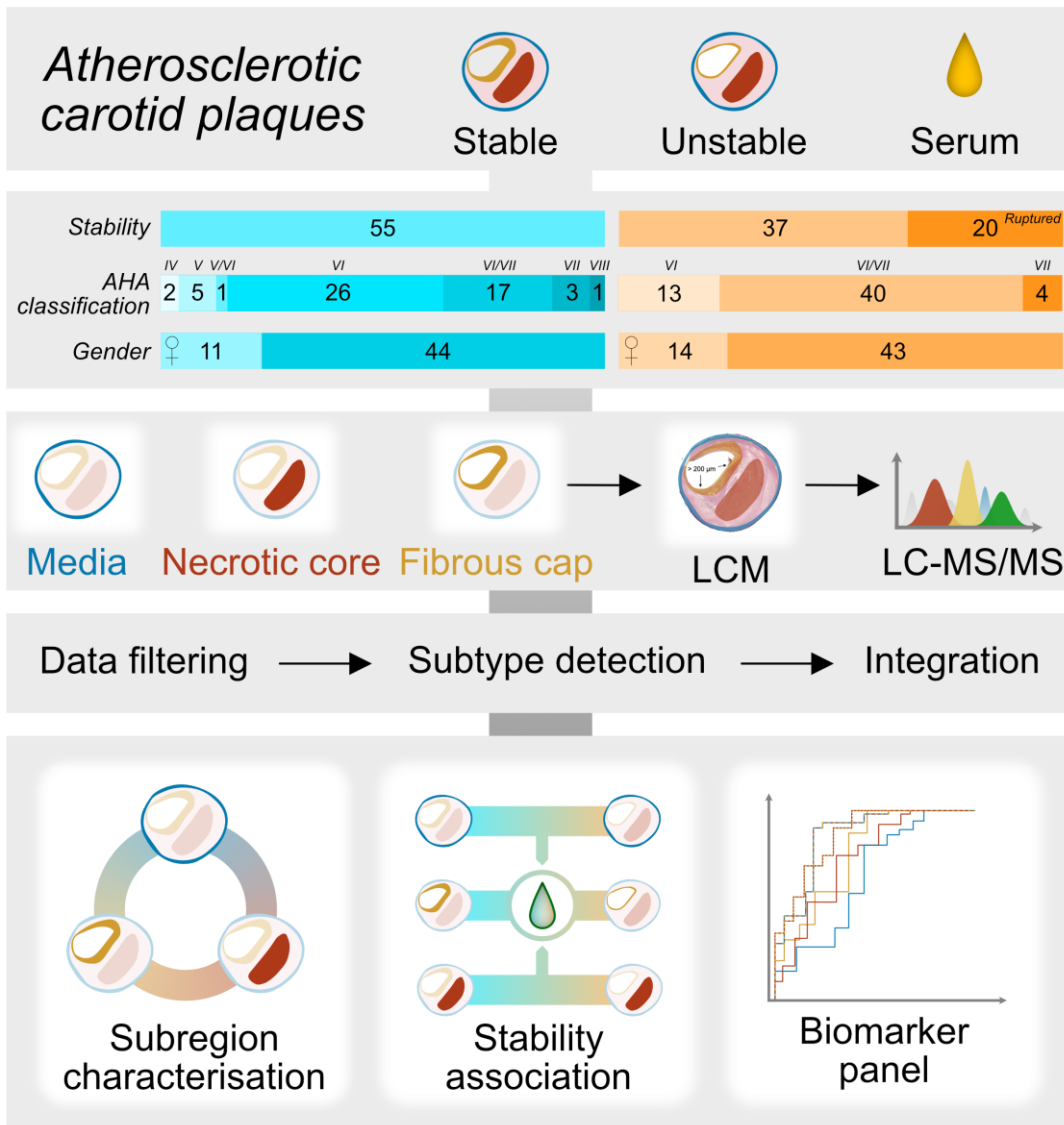 Atherosclerotic
carotid plaques
Stable
Unstable
Serum
Stability
55
37
20 Ruptured
IV V V/VI VI VI/VII VII VIII
VI VI/VII VII
AHA
classification
2 5 1 26 17 3 1
13 40 4
Gender
♀ 11 44
♀ 14 43
> 200 μm
Media
Necrotic core
Fibrous cap
LCM
LC-MS/MS
Data filtering
Subtype detection
Integration
Subregion
characterisation
Stability
association
Biomarker
panel